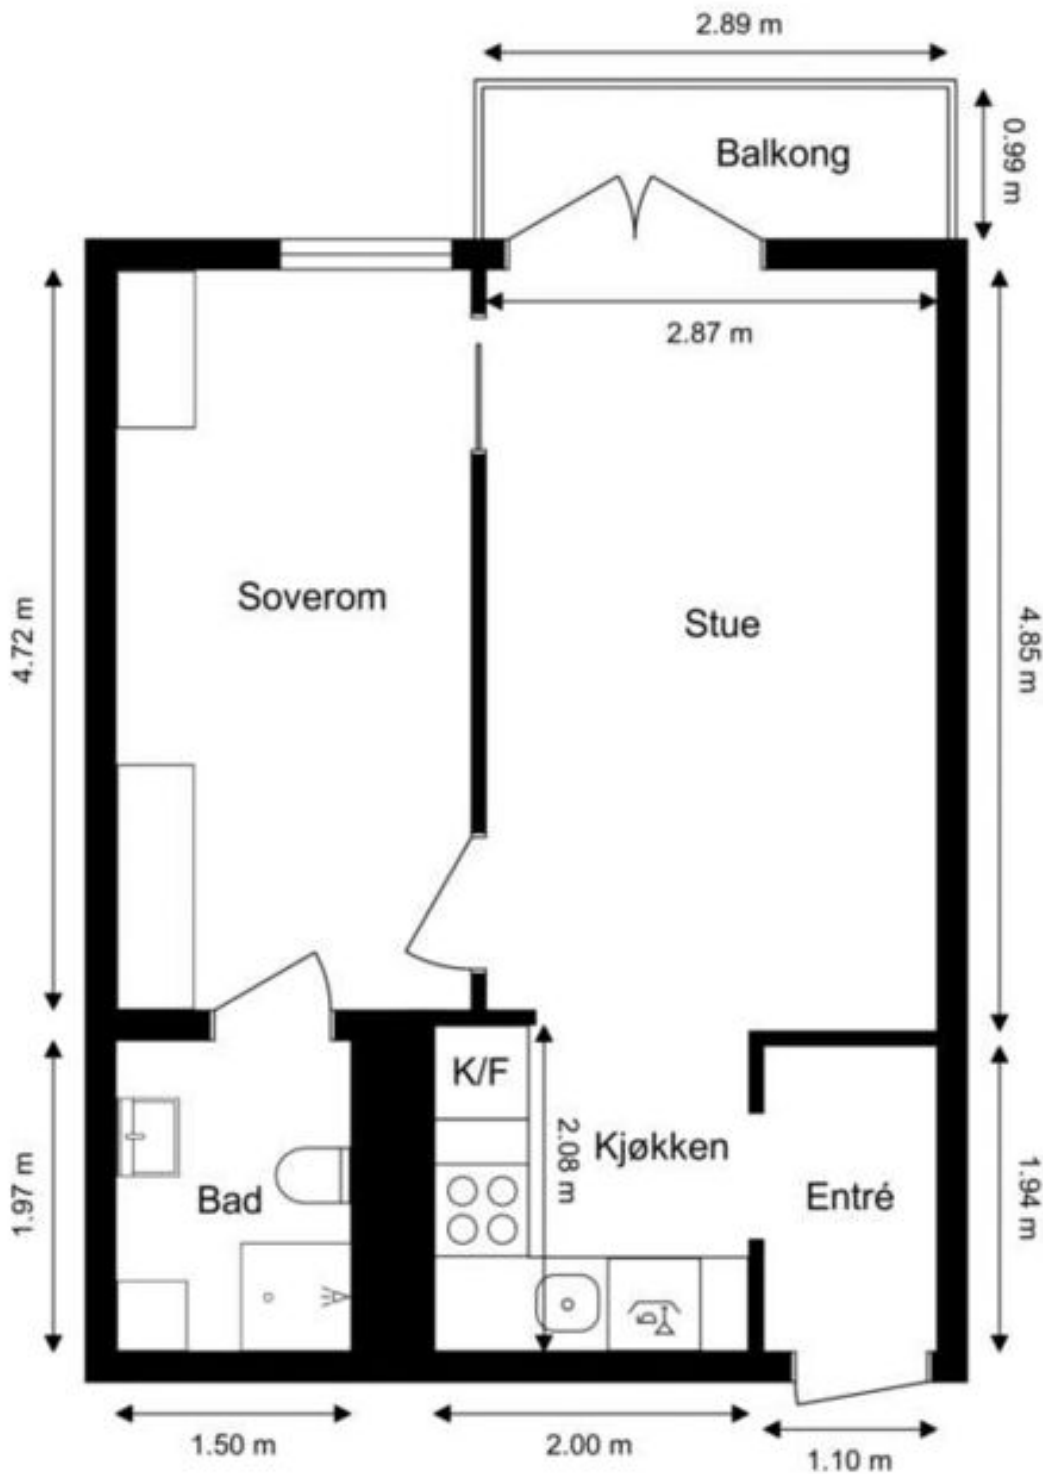 2.89 m
Balkong
0.99 m
2.87 m
Soverom
Stue
4.72 m
4.85 m
K/F
2.08 m
Kjøkken
1.97 m
Bad
Entré
1.94 m
1.50 m
2.00 m
1.10 m